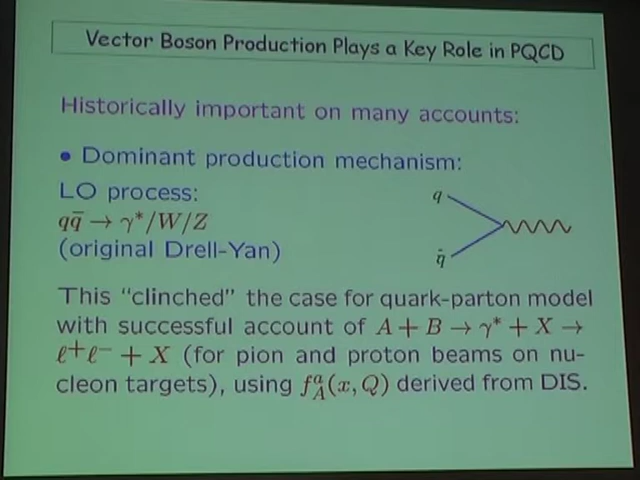 Vector Boson Production Plays a Key Role in PQCD
Historically important on many accounts:
• Dominant production mechanism:
LO process:
qq̄ → γ*/W/Z
(original Drell-Yan)
q
q̄
This “clinched” the case for quark-parton model
with successful account of A + B → γ* + X →
ℓ⁺ℓ⁻ + X (for pion and proton beams on nu-
cleon targets), using fᵃ_A(x, Q) derived from DIS.